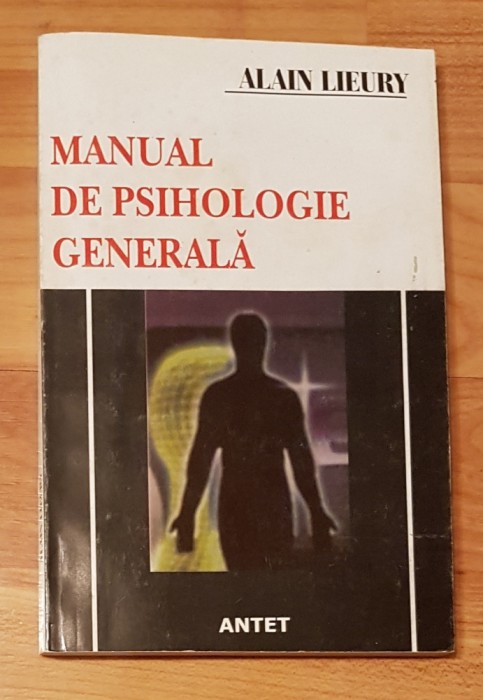 ALAIN LIEURY
MANUAL
DE PSIHOLOGIE
GENERALĂ
ANTET